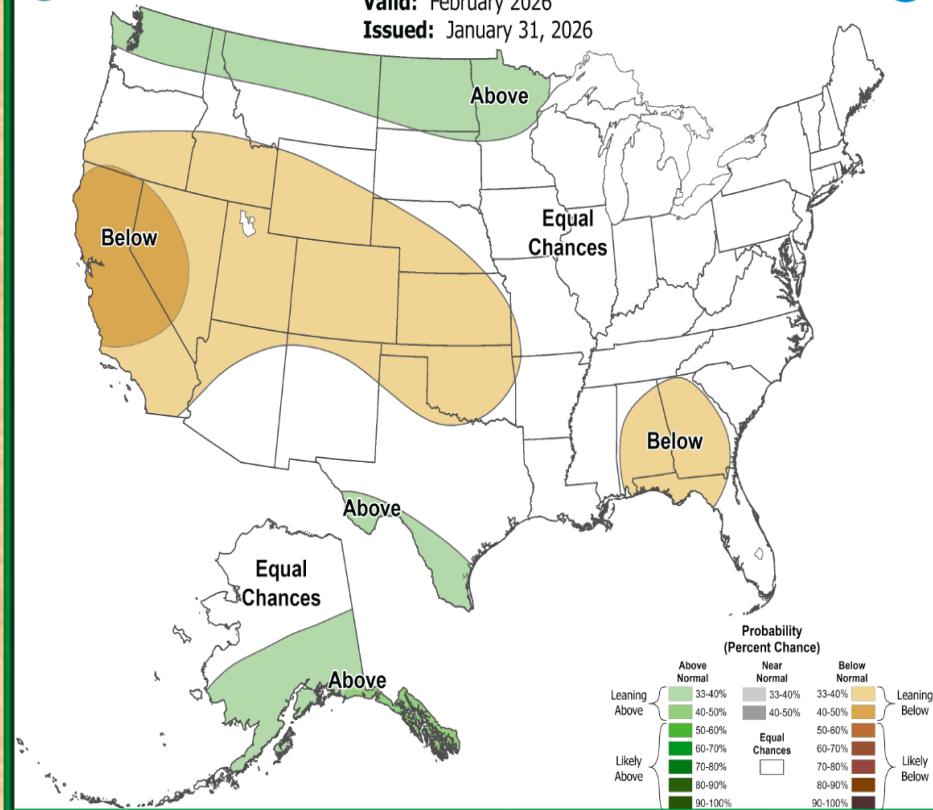 Valid: February 2026
Issued: January 31, 2026
Above
Below
Equal
Chances
Below
Above
Equal
Chances
Above
Probability
(Percent Chance)
Above
Normal
Near
Normal
Below
Normal
Leaning
Above
33-40%
40-50%
33-40%
40-50%
33-40%
40-50%
Leaning
Below
Equal
Chances
Likely
Above
50-60%
60-70%
70-80%
80-90%
90-100%
50-60%
60-70%
70-80%
80-90%
90-100%
Likely
Below